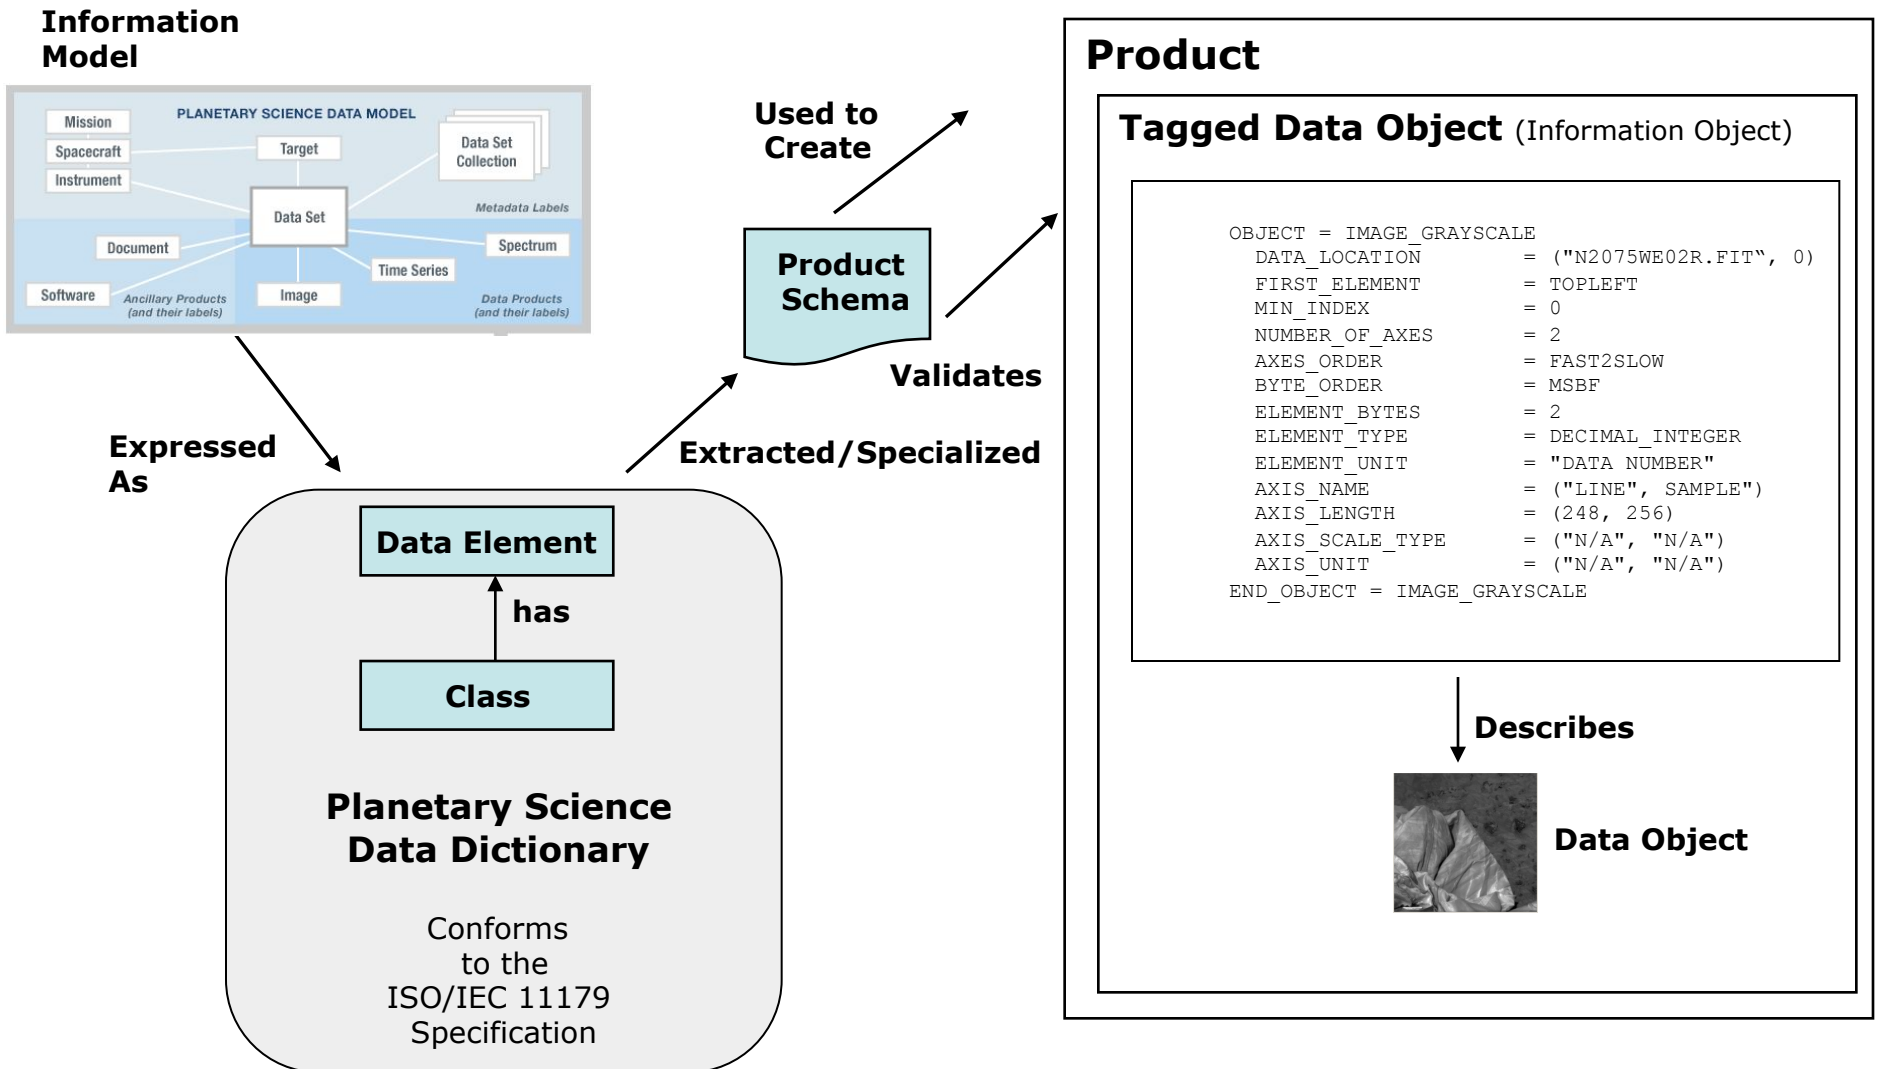 Information
Model
PLANETARY SCIENCE DATA MODEL
Mission
Spacecraft
Instrument
Target
Data Set
Collection
Data Set
Metadata Labels
Document
Software
Ancillary Products
(and their labels)
Image
Time Series
Spectrum
Data Products
(and their labels)
Expressed
As
Data Element
has
Class
Planetary Science
Data Dictionary
Conforms
to the
ISO/IEC 11179
Specification
Extracted/Specialized
Product
Schema
Used to
Create
Validates
Product
Tagged Data Object (Information Object)
OBJECT = IMAGE_GRAYSCALE
DATA_LOCATION = ("N2075WE02R.FIT“, 0)
FIRST_ELEMENT = TOPLEFT
MIN_INDEX = 0
NUMBER_OF_AXES = 2
AXES_ORDER = FAST2SLOW
BYTE_ORDER = MSBF
ELEMENT_BYTES = 2
ELEMENT_TYPE = DECIMAL_INTEGER
ELEMENT_UNIT = "DATA NUMBER"
AXIS_NAME = ("LINE", SAMPLE")
AXIS_LENGTH = (248, 256)
AXIS_SCALE_TYPE = ("N/A", "N/A")
AXIS_UNIT = ("N/A", "N/A")
END_OBJECT = IMAGE_GRAYSCALE
Describes
Data Object